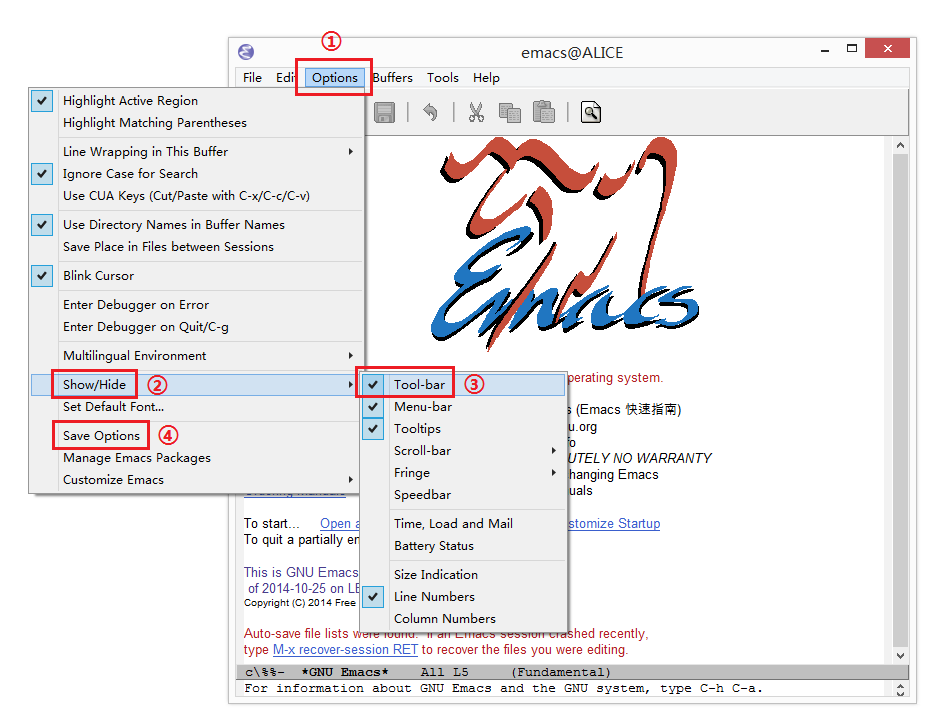 ①
emacs@ALICE
File Edi Options Buffers Tools Help
Highlight Active Region
Highlight Matching Parentheses
Line Wrapping in This Buffer
Ignore Case for Search
Use CUA Keys (Cut/Paste with C-x/C-c/C-v)
Use Directory Names in Buffer Names
Save Place in Files between Sessions
Blink Cursor
Enter Debugger on Error
Enter Debugger on Quit/C-g
Multilingual Environment
Show/Hide ②
Set Default Font...
Save Options ④
Manage Emacs Packages
Customize Emacs
Tool-bar ③
Menu-bar
Tooltips
Scroll-bar
Fringe
Speedbar
Time, Load and Mail
Battery Status
Size Indication
Line Numbers
Column Numbers
Emacs
perating system.
(Emacs 快速指南)
u.org
UTELY NO WARRANTY
hanging Emacs
uals
To start... Open a stomize Startup
To quit a partially en
This is GNU Emacs
of 2014-10-25 on LE
Copyright (C) 2014 Free
Auto-save file lists were found. If an Emacs session crashed recently,
type M-x recover-session RET to recover the files you were editing.
c\%%- *GNU Emacs* All L5 (Fundamental)
For information about GNU Emacs and the GNU system, type C-h C-a.